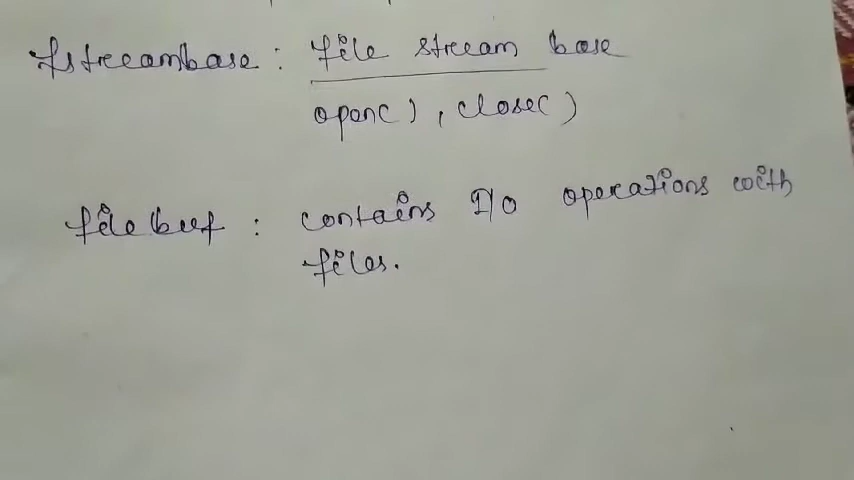 fstreambase : file stream base
open( ) , close( )
filebuf : contains I/O operations with
files.